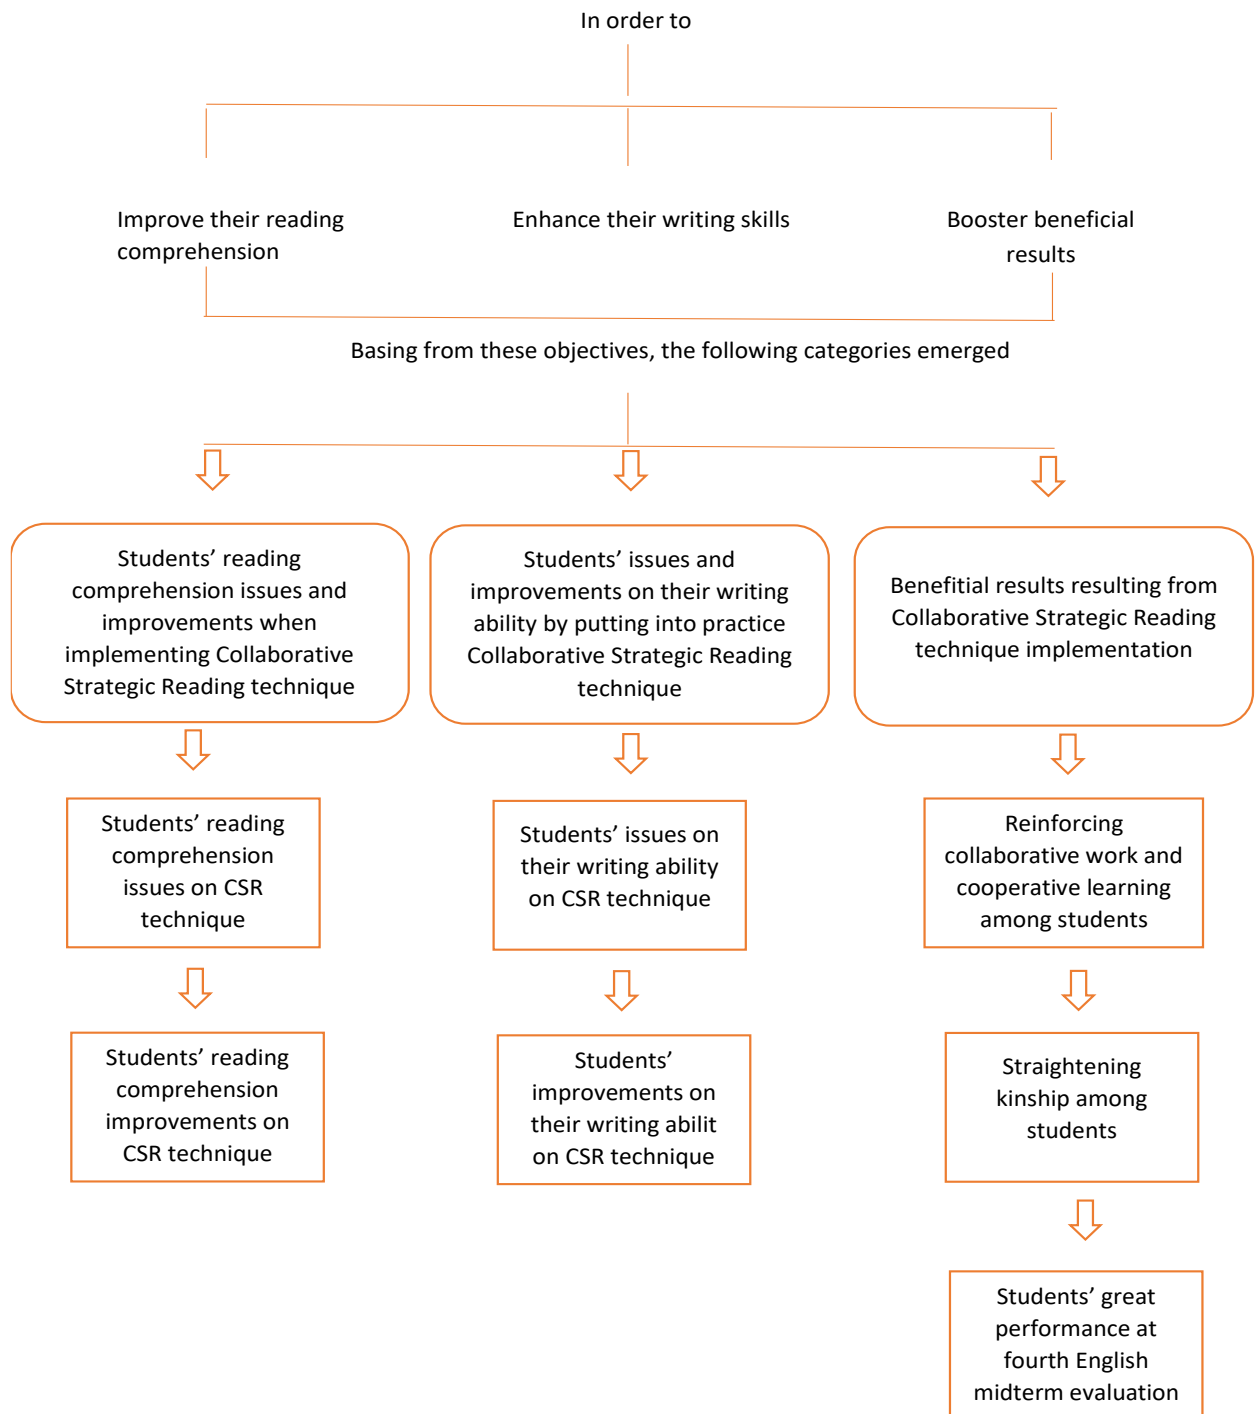 In order to
Improve their reading
comprehension
Enhance their writing skills
Booster beneficial
results
Basing from these objectives, the following categories emerged
Students’ reading
comprehension issues and
improvements when
implementing Collaborative
Strategic Reading technique
Students’ issues and
improvements on their writing
ability by putting into practice
Collaborative Strategic Reading
technique
Benefitial results resulting from
Collaborative Strategic Reading
technique implementation
Students’ reading
comprehension
issues on CSR
technique
Students’ issues on
their writing ability
on CSR technique
Reinforcing
collaborative work and
cooperative learning
among students
Students’ reading
comprehension
improvements on
CSR technique
Students’
improvements on
their writing abilit
on CSR technique
Straightening
kinship among
students
Students’ great
performance at
fourth English
midterm evaluation